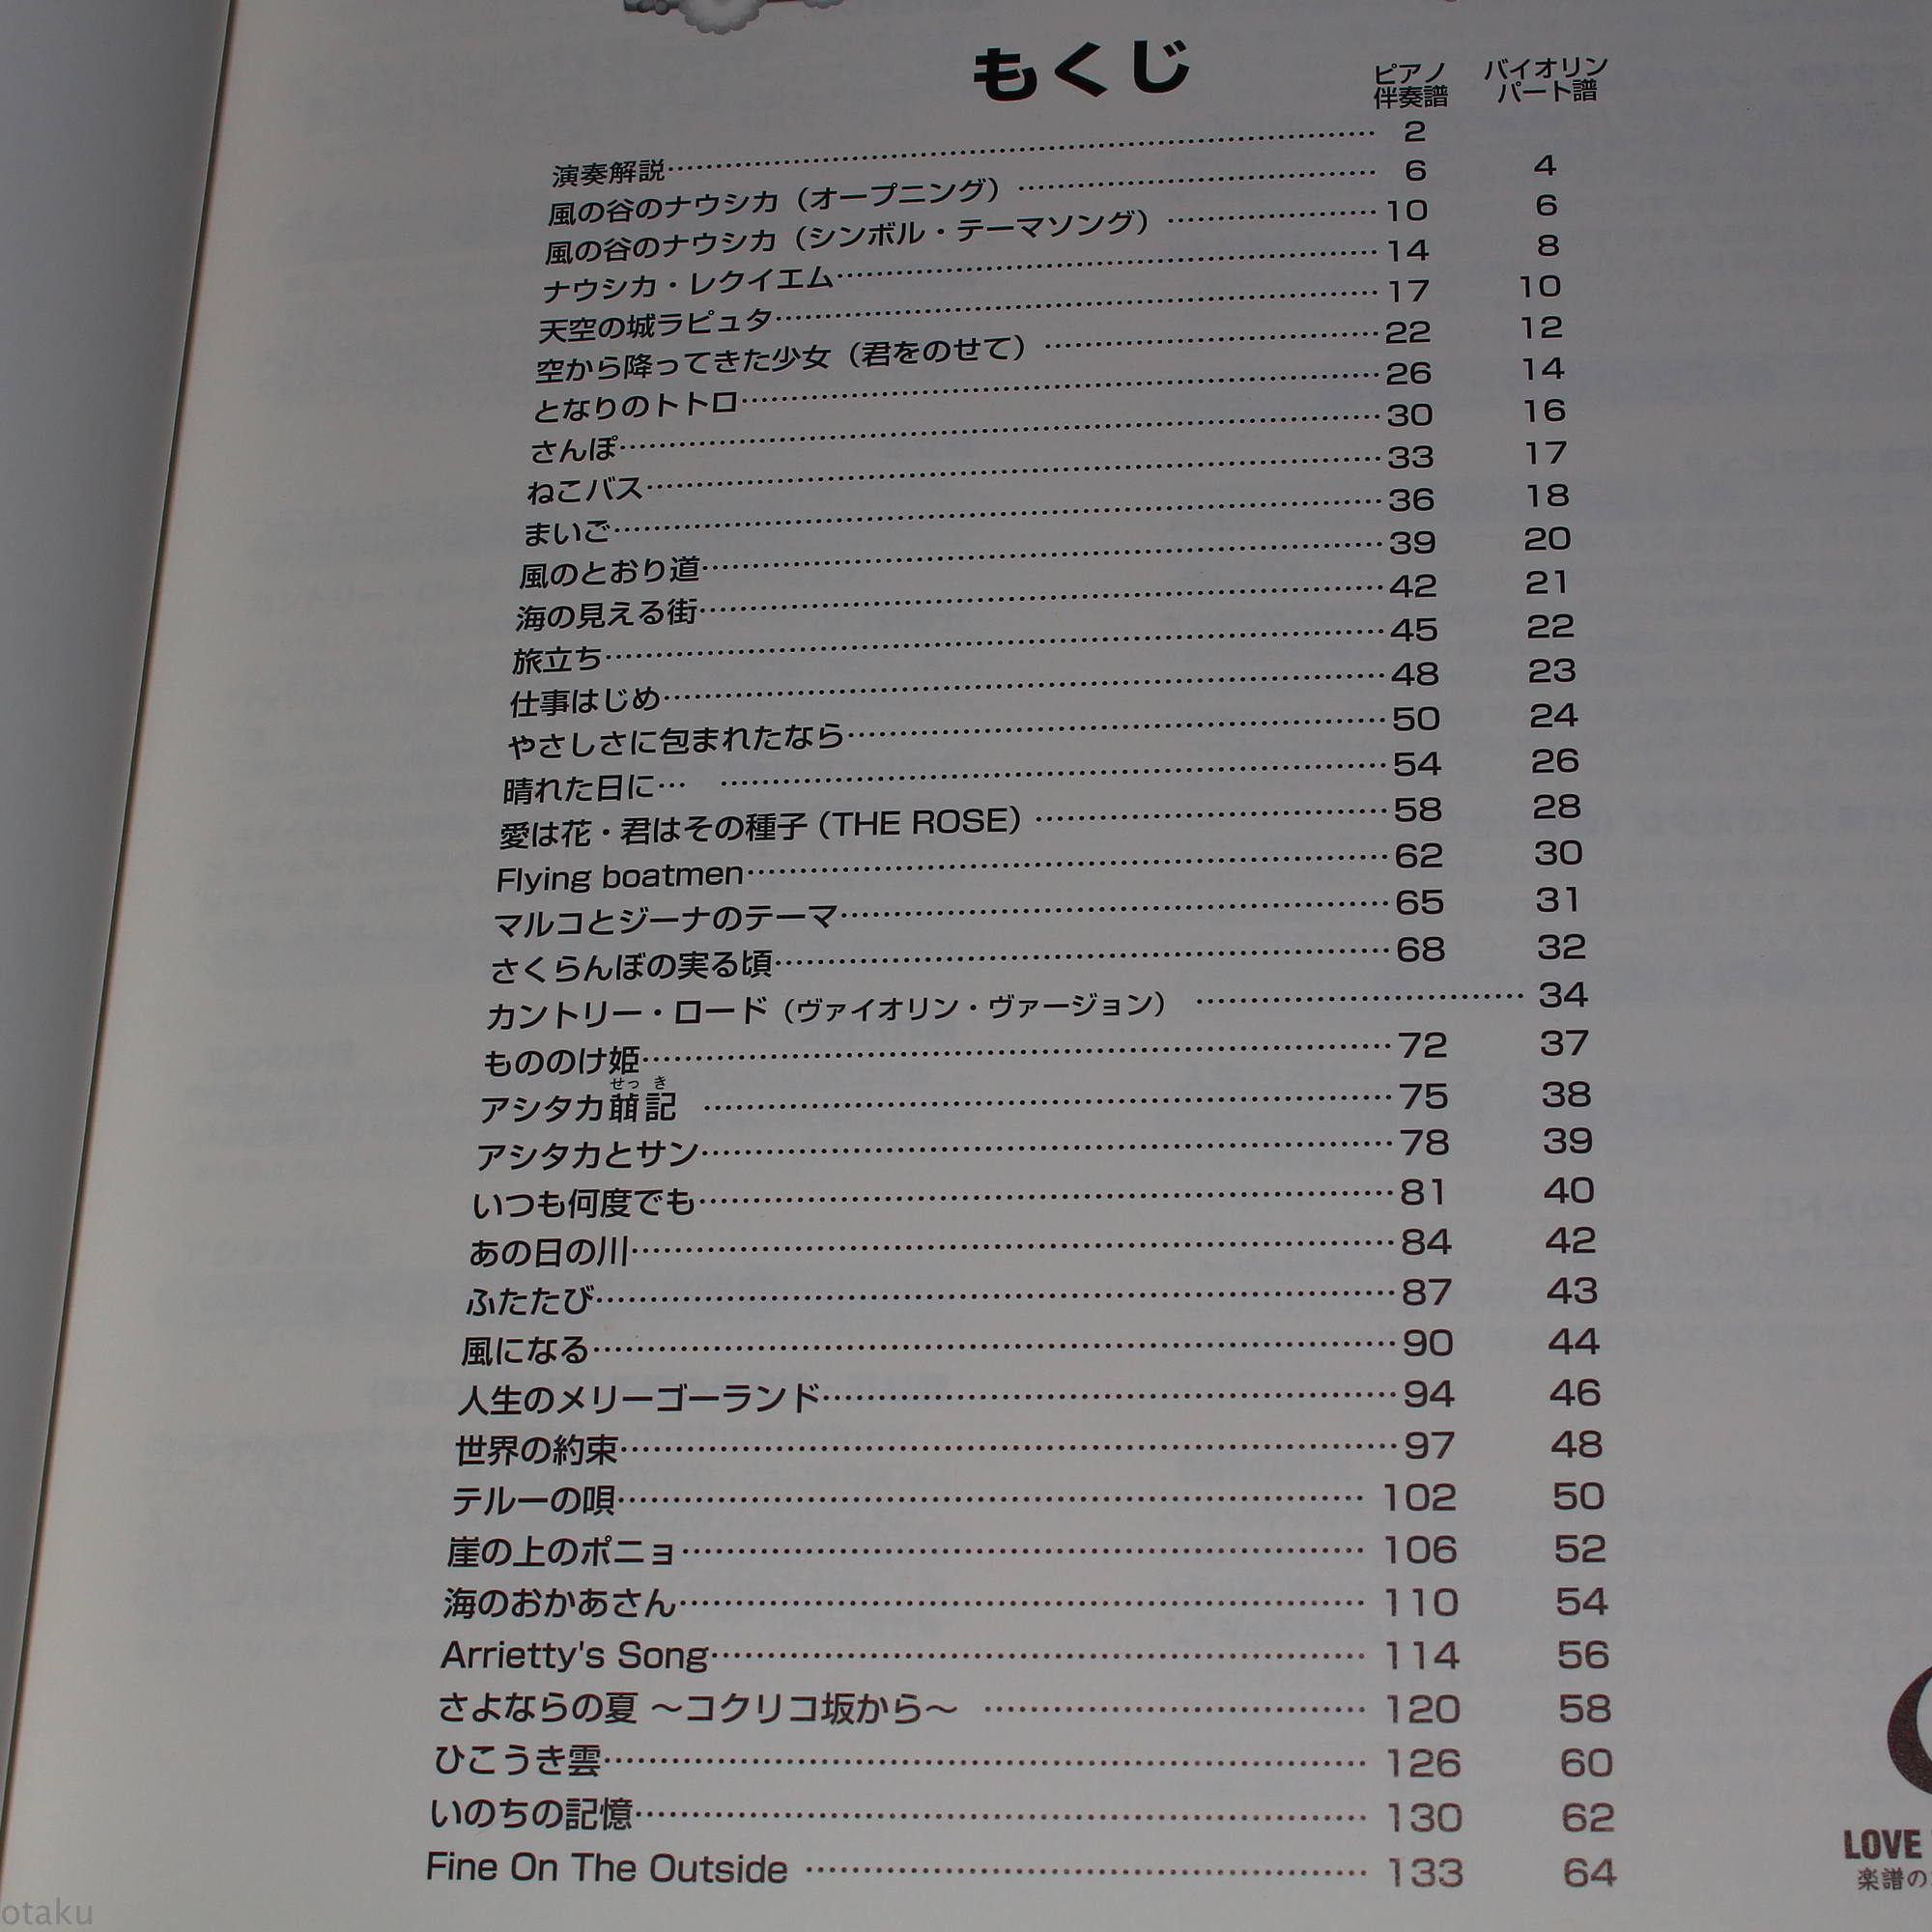 もくじ
ピアノ伴奏譜 バイオリンパート譜
演奏解説 2
風の谷のナウシカ（オープニング） 6 4
風の谷のナウシカ（シンボル・テーマソング） 10 6
ナウシカ・レクイエム 14 8
天空の城ラピュタ 17 10
空から降ってきた少女（君をのせて） 22 12
となりのトトロ 26 14
さんぽ 30 16
ねこバス 33 17
まいご 36 18
風のとおり道 39 20
海の見える街 42 21
旅立ち 45 22
仕事はじめ 48 23
やさしさに包まれたなら 50 24
晴れた日に… 54 26
愛は花・君はその種子（THE ROSE） 58 28
Flying boatmen 62 30
マルコとジーナのテーマ 65 31
さくらんぼの実る頃 68 32
カントリー・ロード（ヴァイオリン・ヴァージョン） 34
もののけ姫 72 37
せっ き
アシタカ 記 75 38
アシタカとサン 78 39
いつも何度でも 81 40
あの日の川 84 42
ふたたび 87 43
風になる 90 44
人生のメリーゴーランド 94 46
世界の約束 97 48
テルーの唄 102 50
崖の上のポニョ 106 52
海のおかあさん 110 54
Arrietty's Song 114 56
さよならの夏 〜コクリコ坂から〜 120 58
ひこうき雲 126 60
いのちの記憶 130 62
Fine On The Outside 133 64
LOVE
楽譜の
otaku